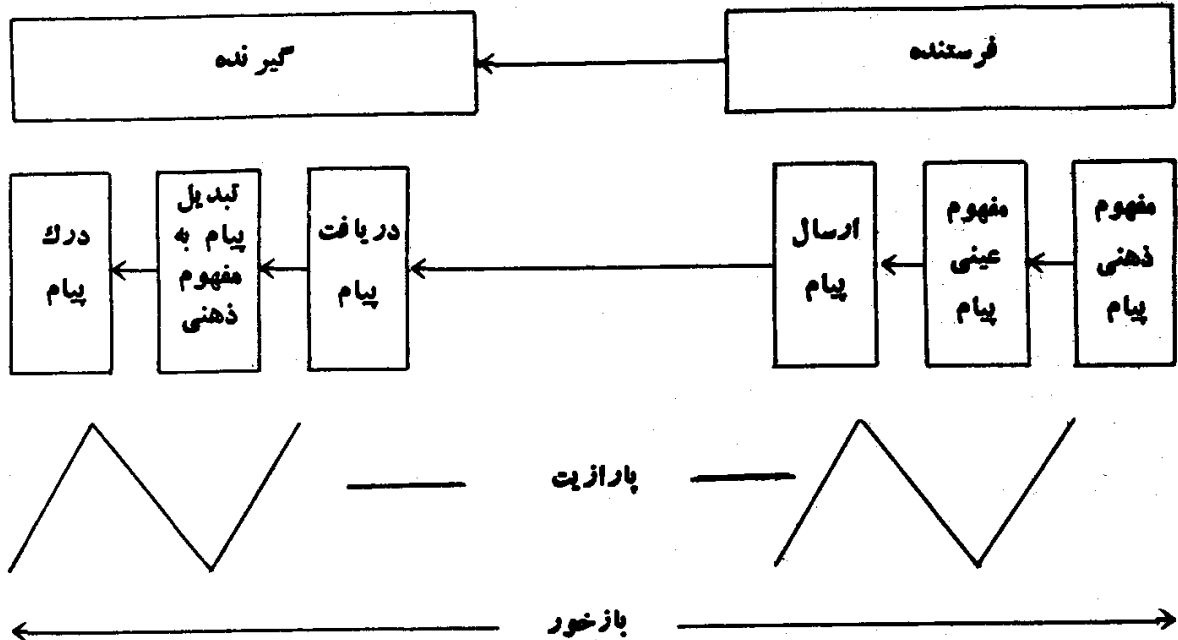 فرستنده
گیرنده
مفهوم
ذهنی
پیام
مفهوم
عینی
پیام
ارسال
پیام
دریافت
پیام
تبدیل
پیام به
مفهوم
ذهنی
درك
پیام
پارازیت
بازخور